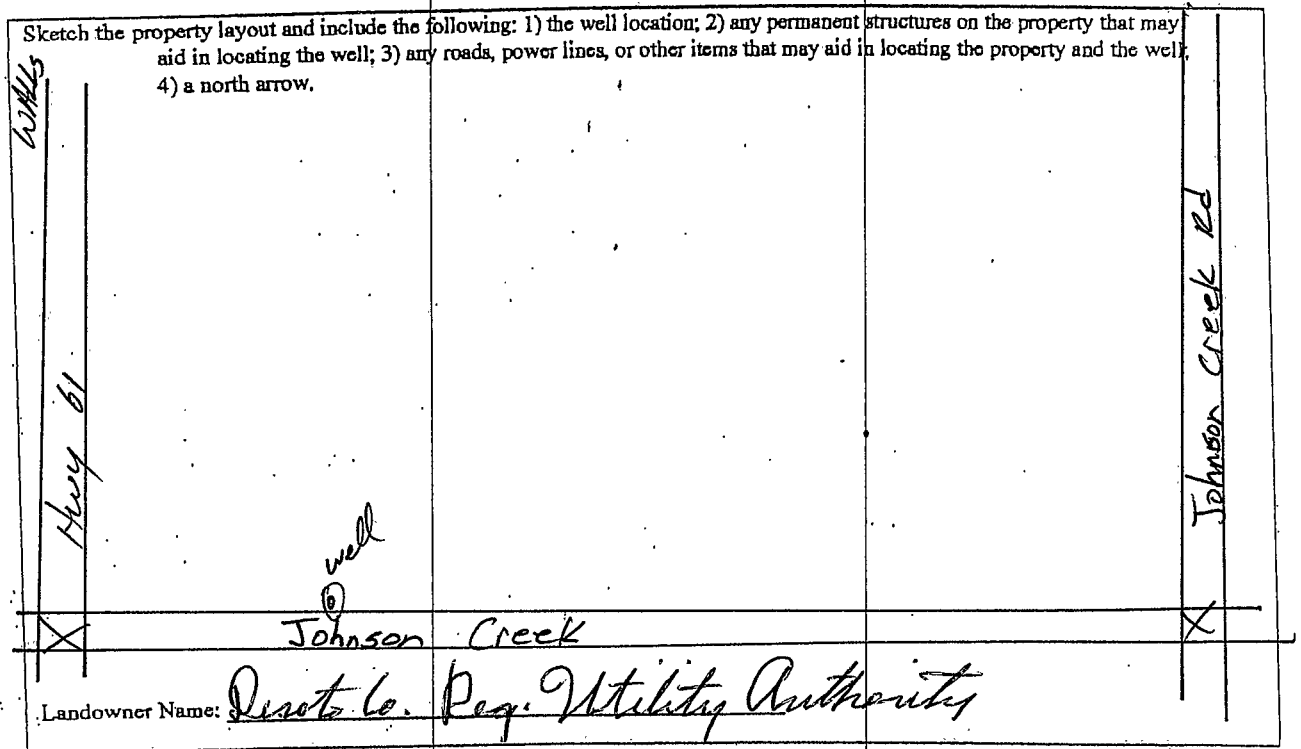 Sketch the property layout and include the following: 1) the well location; 2) any permanent structures on the property that may
aid in locating the well; 3) any roads, power lines, or other items that may aid in locating the property and the well;
4) a north arrow.
Walls
Hwy 61
Johnson Creek Rd
well
Johnson Creek
Landowner Name: Desoto Co. Reg. Utility Authority